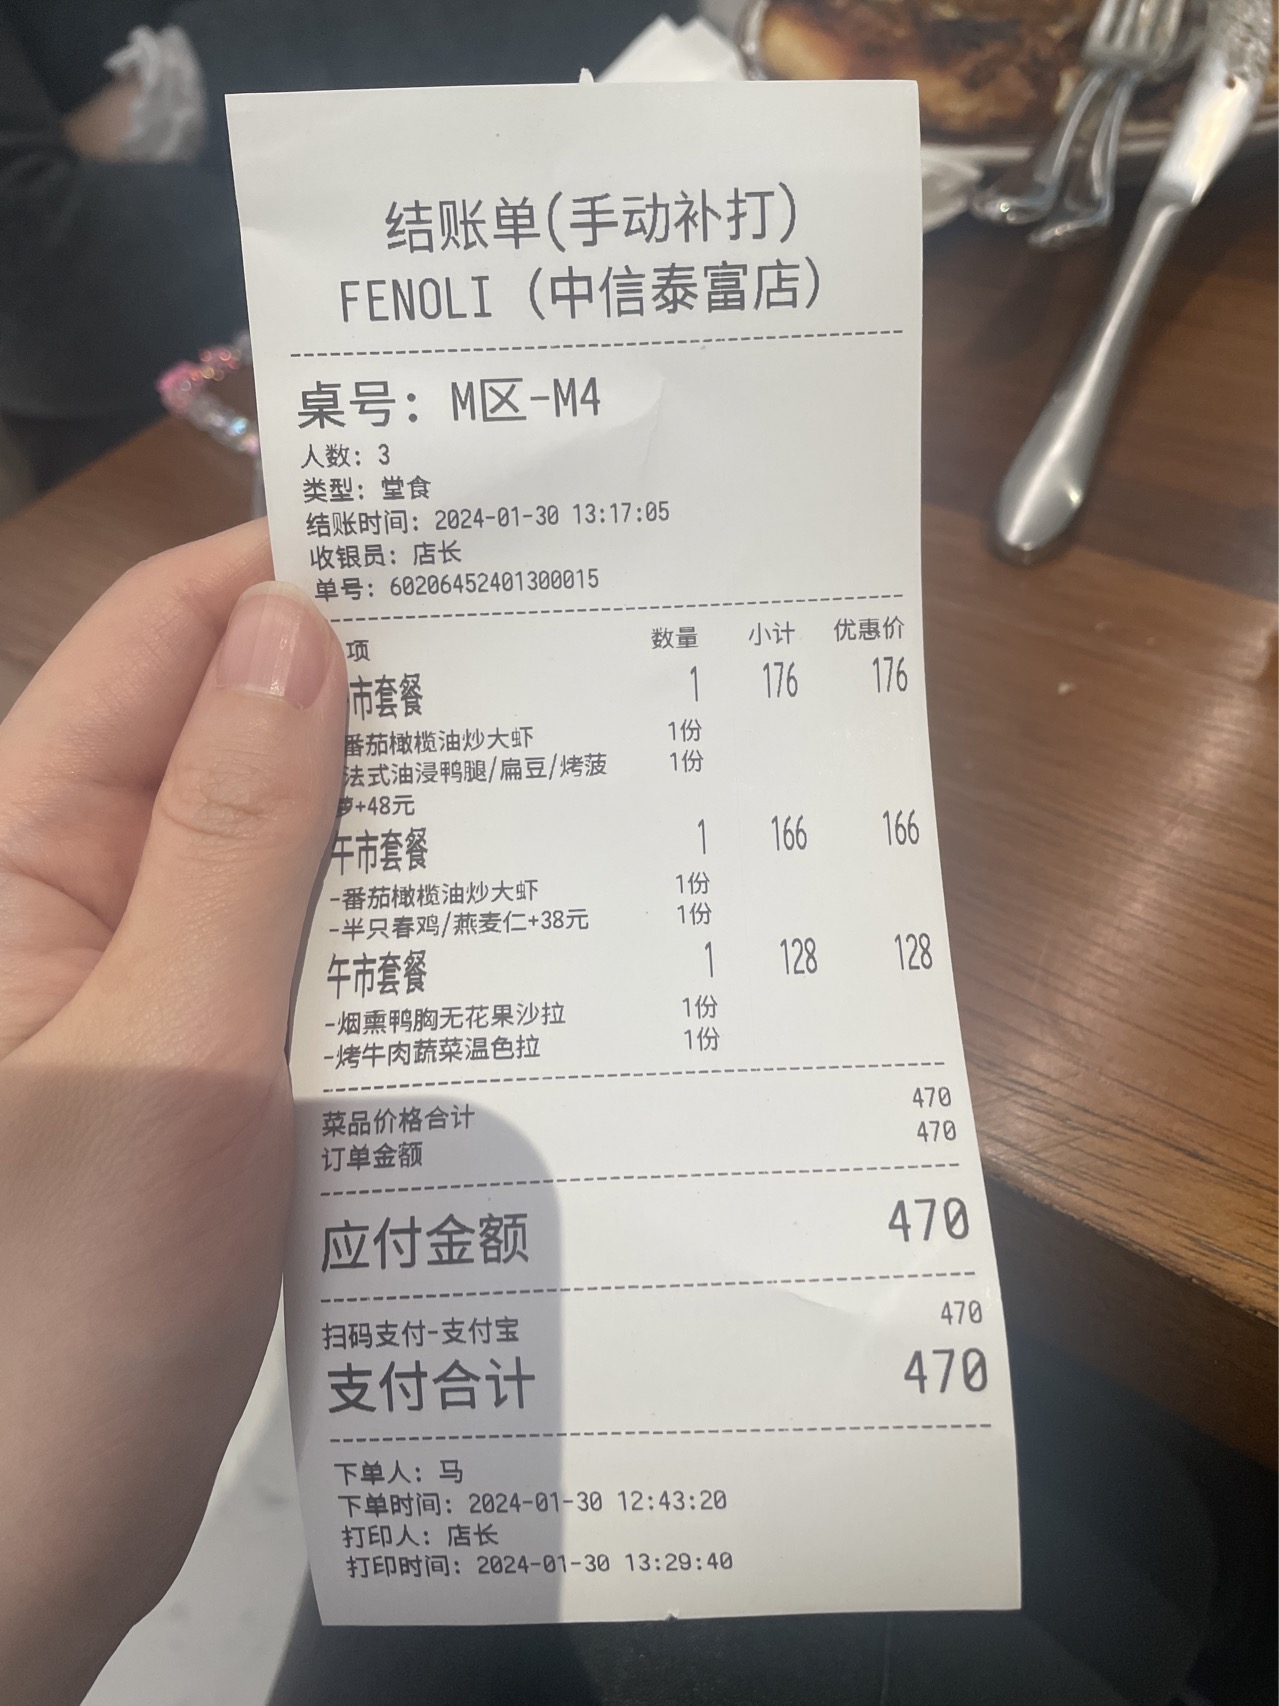 结账单(手动补打)
FENOLI (中信泰富店)
桌号: M区-M4
人数: 3
类型: 堂食
结账时间: 2024-01-30 13:17:05
收银员: 店长
单号: 60206452401300015
项 数量 小计 优惠价
市套餐 1 176 176
番茄橄榄油炒大虾 1份
法式油浸鸭腿/扁豆/烤菠 1份
萝+48元
午市套餐 1 166 166
-番茄橄榄油炒大虾 1份
-半只春鸡/燕麦仁+38元 1份
午市套餐 1 128 128
-烟熏鸭胸无花果沙拉 1份
-烤牛肉蔬菜温色拉 1份
菜品价格合计 470
订单金额 470
应付金额 470
扫码支付-支付宝 470
支付合计 470
下单人: 马
下单时间: 2024-01-30 12:43:20
打印人: 店长
打印时间: 2024-01-30 13:29:40